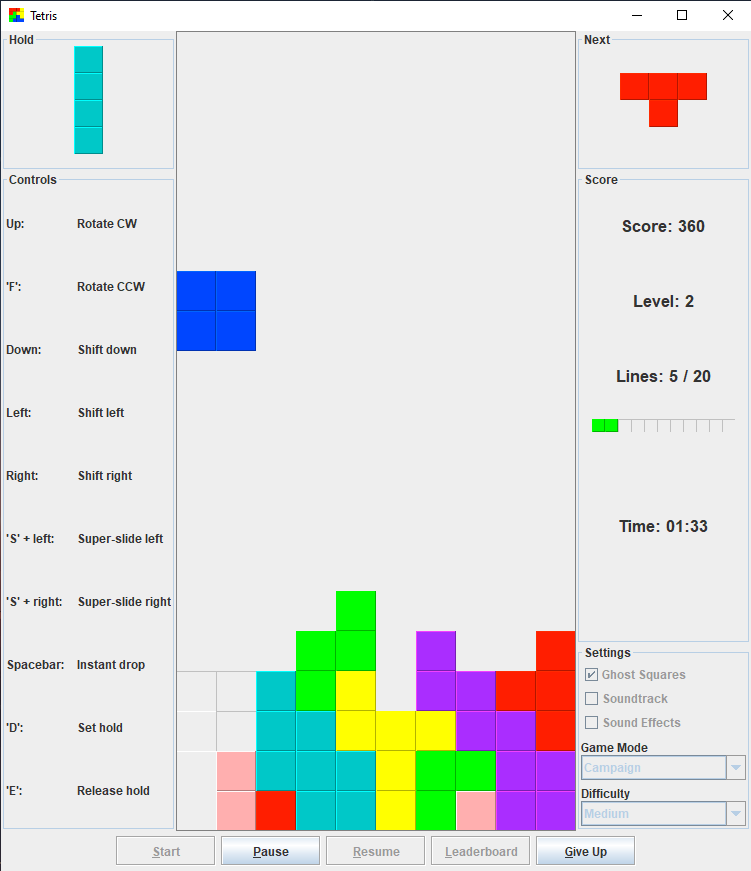 Tetris
Hold
Next
Controls
Up: Rotate CW
'F': Rotate CCW
Down: Shift down
Left: Shift left
Right: Shift right
'S' + left: Super-slide left
'S' + right: Super-slide right
Spacebar: Instant drop
'D': Set hold
'E': Release hold
Score
Score: 360
Level: 2
Lines: 5 / 20
Time: 01:33
Settings
Ghost Squares
Soundtrack
Sound Effects
Game Mode
Campaign
Difficulty
Medium
Start Pause Resume Leaderboard Give Up